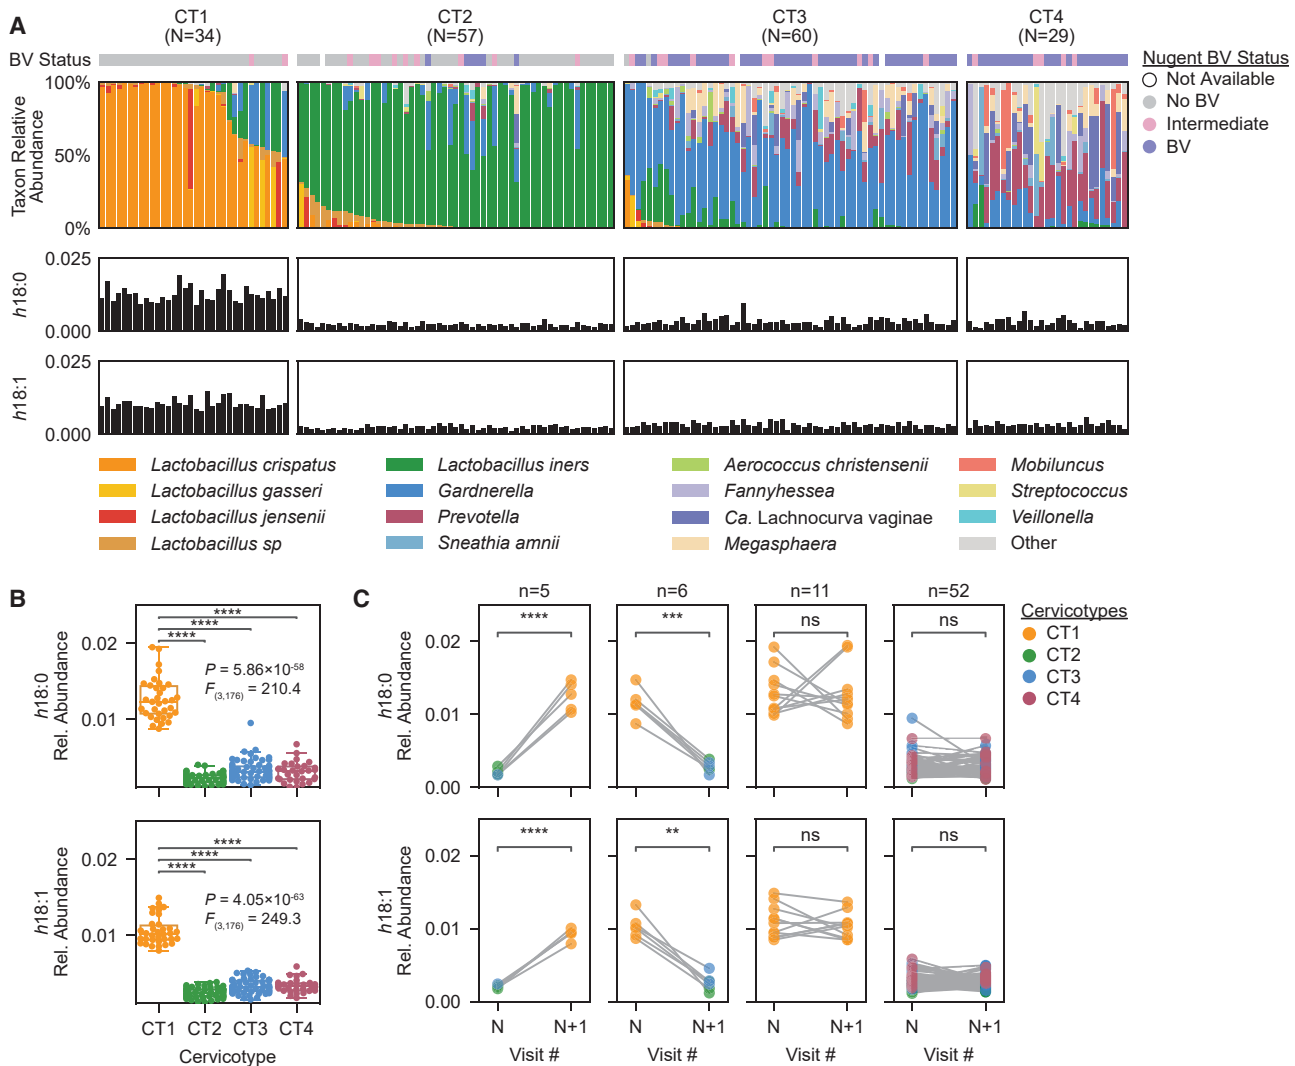 A
CT1
(N=34)
CT2
(N=57)
CT3
(N=60)
CT4
(N=29)
BV Status
Nugent BV Status
Not Available
No BV
Intermediate
BV
Taxon Relative
Abundance
100%
50%
0%
h18:0
0.025
0.000
h18:1
0.025
0.000
Lactobacillus crispatus
Lactobacillus gasseri
Lactobacillus jensenii
Lactobacillus sp
Lactobacillus iners
Gardnerella
Prevotella
Sneathia amnii
Aerococcus christensenii
Fannyhessea
Ca. Lachnocurva vaginae
Megasphaera
Mobiluncus
Streptococcus
Veillonella
Other
B
h18:0
Rel. Abundance
0.02
0.01
****
****
****
P = 5.86×10⁻⁵⁸
F(3,176) = 210.4
h18:1
Rel. Abundance
0.02
0.01
****
****
****
P = 4.05×10⁻⁶³
F(3,176) = 249.3
CT1 CT2 CT3 CT4
Cervicotype
C
n=5
n=6
n=11
n=52
h18:0
Rel. Abundance
0.02
0.01
0.00
****
***
ns
ns
h18:1
Rel. Abundance
0.02
0.01
0.00
****
**
ns
ns
N N+1
Visit #
N N+1
Visit #
N N+1
Visit #
N N+1
Visit #
Cervicotypes
CT1
CT2
CT3
CT4